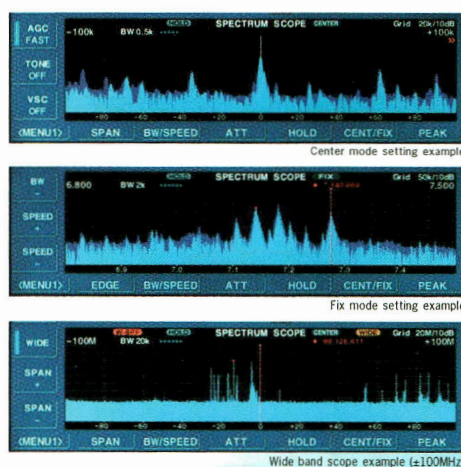 AGC FAST
HOLD SPECTRUM SCOPE CENTER Grid 20k/10dB
-100k BW 0.5k +100k
TONE OFF
VSC OFF
-80 -60 -40 -20 +0 +20 +40 +60 +80
<MENU1> SPAN BW/SPEED ATT HOLD CENT/FIX PEAK
Center mode setting example
BW -
HOLD SPECTRUM SCOPE FIX Grid 50k/10dB
6.800 BW 2k 7.500
SPEED +
SPEED -
6.9 7.0 7.1 7.2 7.3 7.4
<MENU1> EDGE BW/SPEED ATT HOLD CENT/FIX PEAK
Fix mode setting example
WIDE
HOLD SPECTRUM SCOPE CENTER WIDE Grid 20M/10dB
-100M BW 20k +100M
SPAN +
SPAN -
-80 -60 -40 -20 +0 +20 +40 +60 +80
<MENU1> SPAN BW/SPEED ATT HOLD CENT/FIX PEAK
Wide band scope example (±100MHz